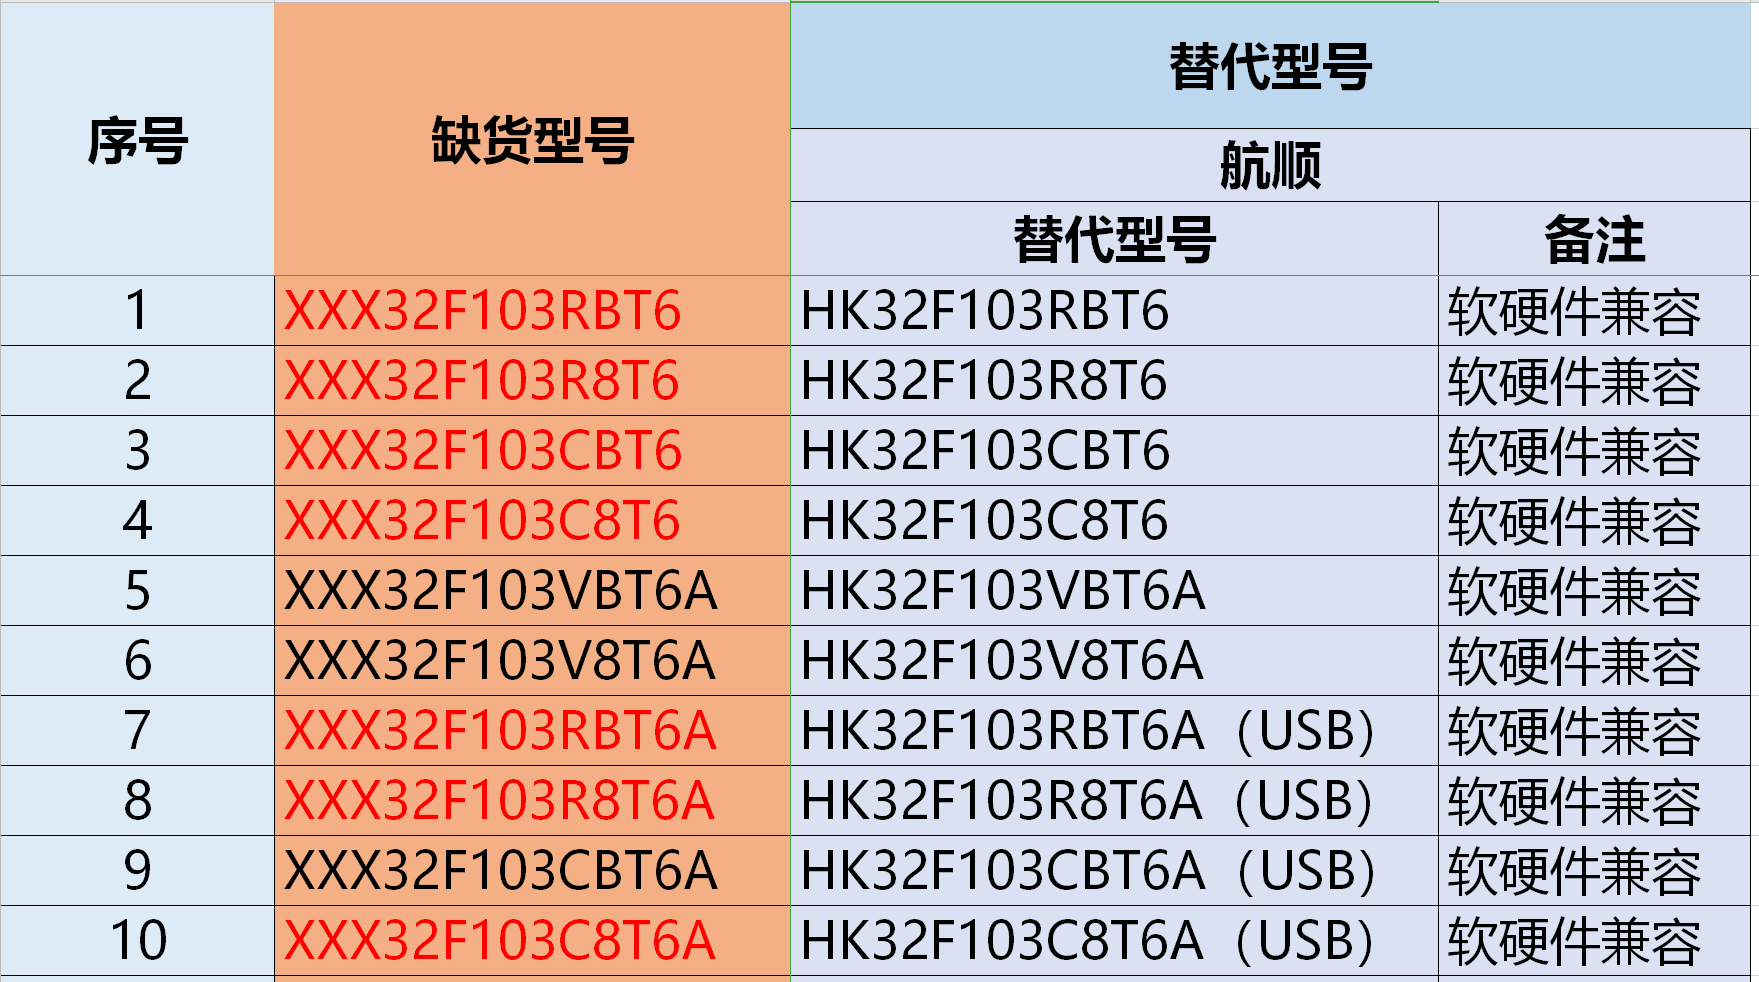 序号 缺货型号 替代型号
航顺
替代型号 备注
1 XXX32F103RBT6 HK32F103RBT6 软硬件兼容
2 XXX32F103R8T6 HK32F103R8T6 软硬件兼容
3 XXX32F103CBT6 HK32F103CBT6 软硬件兼容
4 XXX32F103C8T6 HK32F103C8T6 软硬件兼容
5 XXX32F103VBT6A HK32F103VBT6A 软硬件兼容
6 XXX32F103V8T6A HK32F103V8T6A 软硬件兼容
7 XXX32F103RBT6A HK32F103RBT6A（USB） 软硬件兼容
8 XXX32F103R8T6A HK32F103R8T6A（USB） 软硬件兼容
9 XXX32F103CBT6A HK32F103CBT6A（USB） 软硬件兼容
10 XXX32F103C8T6A HK32F103C8T6A（USB） 软硬件兼容